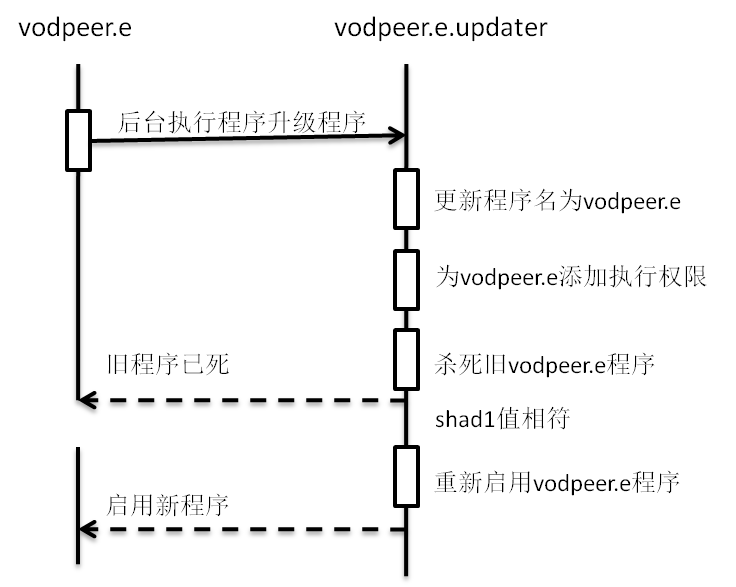 vodpeer.e
vodpeer.e.updater
后台执行程序升级程序
更新程序名为vodpeer.e
为vodpeer.e添加执行权限
旧程序已死
杀死旧vodpeer.e程序
shad1值相符
重新启用vodpeer.e程序
启用新程序